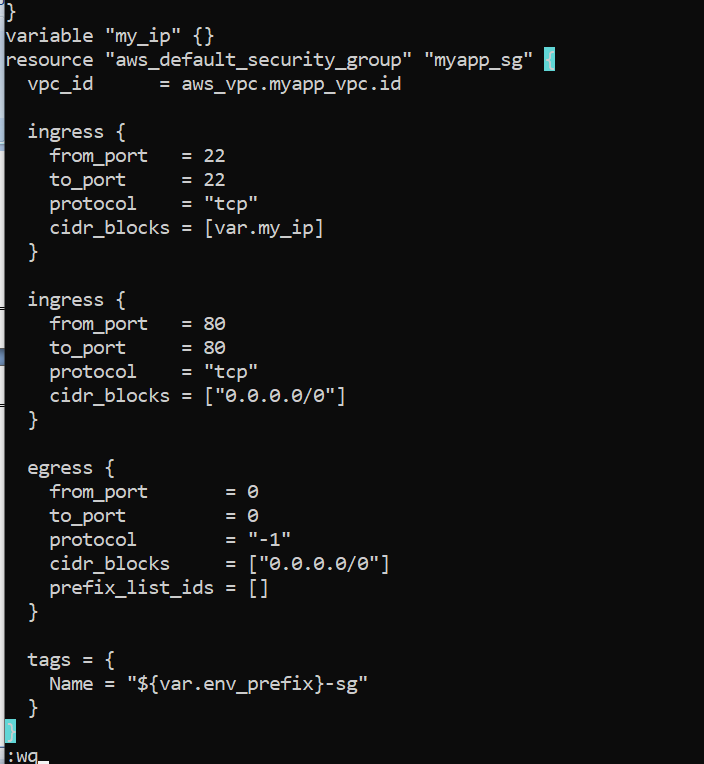 }
variable "my_ip" {}
resource "aws_default_security_group" "myapp_sg" {
  vpc_id      = aws_vpc.myapp_vpc.id

  ingress {
    from_port   = 22
    to_port     = 22
    protocol    = "tcp"
    cidr_blocks = [var.my_ip]
  }

  ingress {
    from_port   = 80
    to_port     = 80
    protocol    = "tcp"
    cidr_blocks = ["0.0.0.0/0"]
  }

  egress {
    from_port       = 0
    to_port         = 0
    protocol        = "-1"
    cidr_blocks     = ["0.0.0.0/0"]
    prefix_list_ids = []
  }

  tags = {
    Name = "${var.env_prefix}-sg"
  }
}
:wq